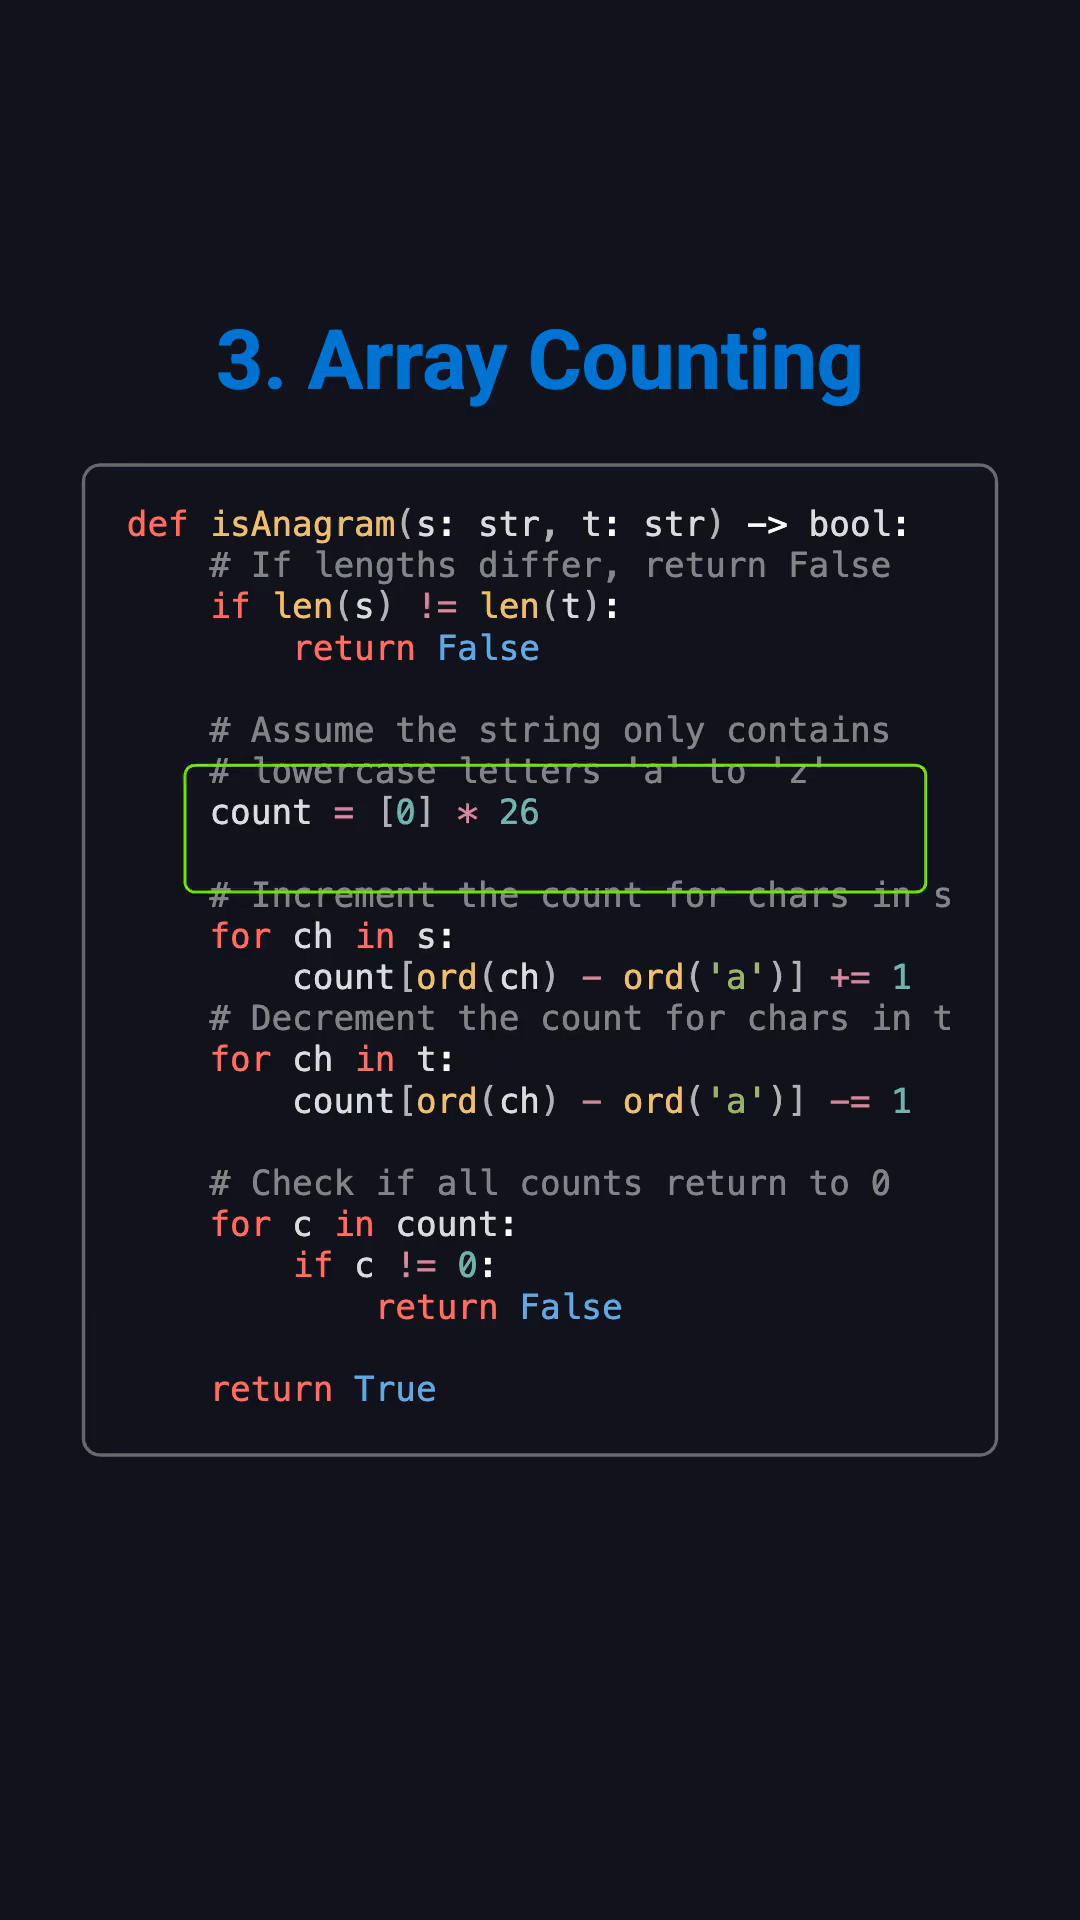 3. Array Counting
def isAnagram(s: str, t: str) -> bool:
    # If lengths differ, return False
    if len(s) != len(t):
        return False

    # Assume the string only contains
    # lowercase letters 'a' to 'z'
    count = [0] * 26

    # Increment the count for chars in s
    for ch in s:
        count[ord(ch) - ord('a')] += 1
    # Decrement the count for chars in t
    for ch in t:
        count[ord(ch) - ord('a')] -= 1

    # Check if all counts return to 0
    for c in count:
        if c != 0:
            return False

    return True